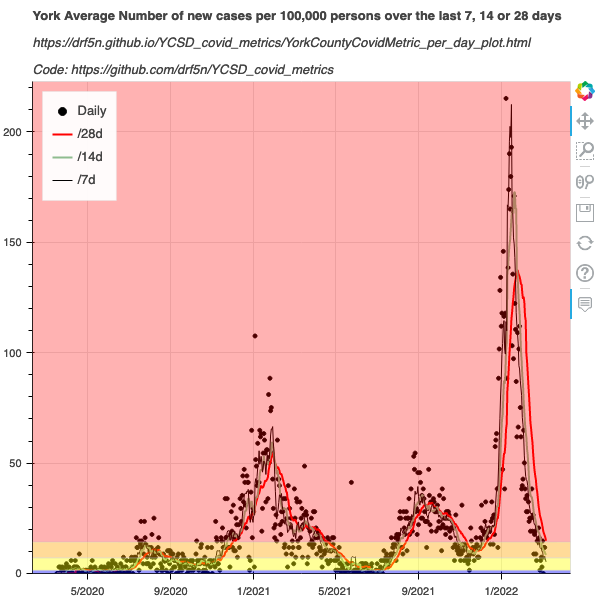 York Average Number of new cases per 100,000 persons over the last 7, 14 or 28 days
https://drf5n.github.io/YCSD_covid_metrics/YorkCountyCovidMetric_per_day_plot.html
Code: https://github.com/drf5n/YCSD_covid_metrics
Daily
/28d
/14d
/7d
200
150
100
50
0
5/2020 9/2020 1/2021 5/2021 9/2021 1/2022